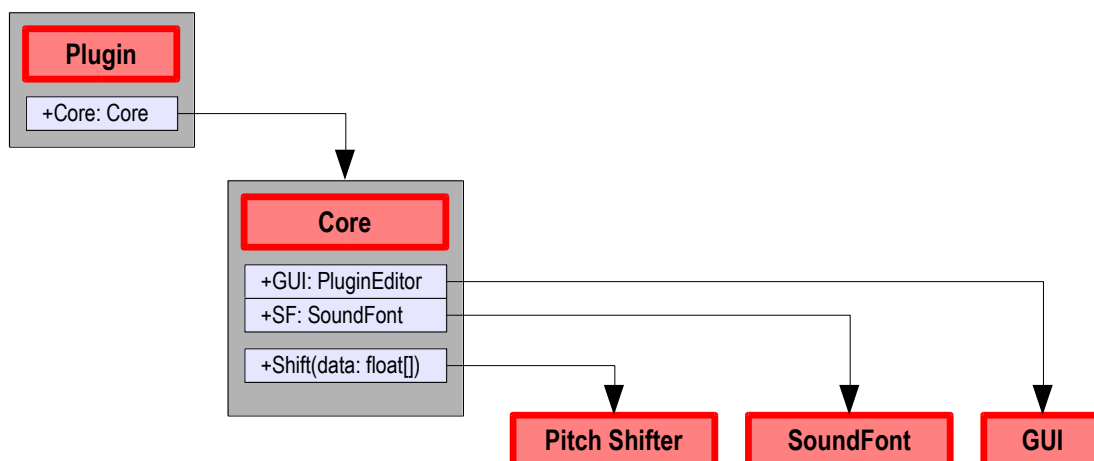 Plugin
+Core: Core
Core
+GUI: PluginEditor
+SF: SoundFont
+Shift(data: float[])
Pitch Shifter
SoundFont
GUI